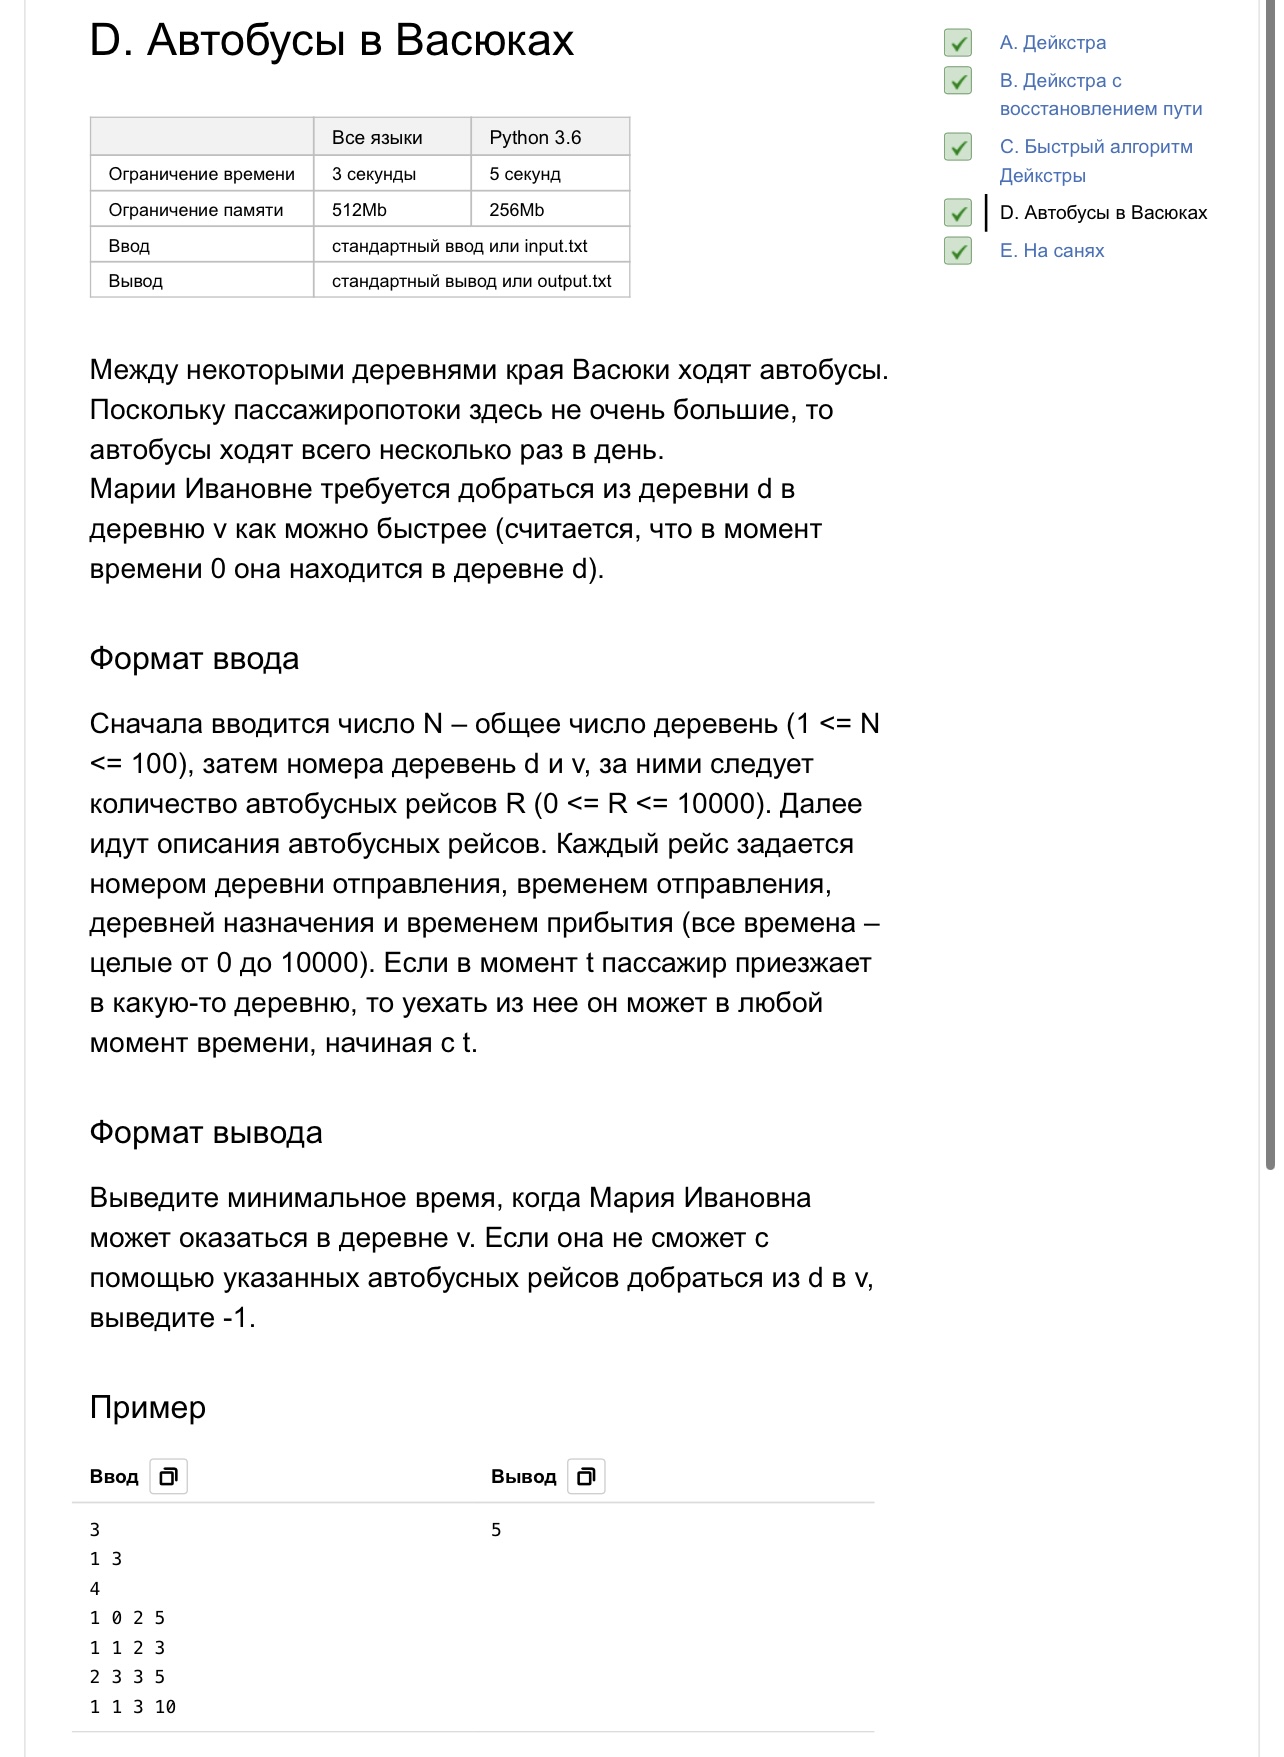 D. Автобусы в Васюках
Все языки Python 3.6
Ограничение времени 3 секунды 5 секунд
Ограничение памяти 512Mb 256Mb
Ввод стандартный ввод или input.txt
Вывод стандартный вывод или output.txt
Между некоторыми деревнями края Васюки ходят автобусы.
Поскольку пассажиропотоки здесь не очень большие, то
автобусы ходят всего несколько раз в день.
Марии Ивановне требуется добраться из деревни d в
деревню v как можно быстрее (считается, что в момент
времени 0 она находится в деревне d).
Формат ввода
Сначала вводится число N – общее число деревень (1 <= N
<= 100), затем номера деревень d и v, за ними следует
количество автобусных рейсов R (0 <= R <= 10000). Далее
идут описания автобусных рейсов. Каждый рейс задается
номером деревни отправления, временем отправления,
деревней назначения и временем прибытия (все времена –
целые от 0 до 10000). Если в момент t пассажир приезжает
в какую-то деревню, то уехать из нее он может в любой
момент времени, начиная с t.
Формат вывода
Выведите минимальное время, когда Мария Ивановна
может оказаться в деревне v. Если она не сможет с
помощью указанных автобусных рейсов добраться из d в v,
выведите -1.
Пример
Ввод Вывод
3 5
1 3
4
1 0 2 5
1 1 2 3
2 3 3 5
1 1 3 10
A. Дейкстра
B. Дейкстра с
восстановлением пути
C. Быстрый алгоритм
Дейкстры
D. Автобусы в Васюках
E. На санях